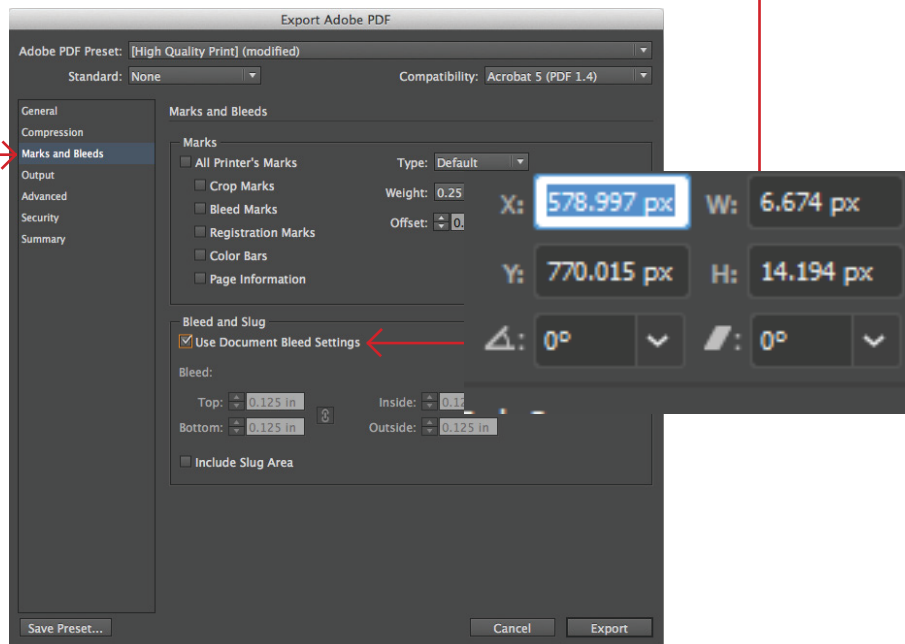 Export Adobe PDF
Adobe PDF Preset: [High Quality Print] (modified)
Standard: None
Compatibility: Acrobat 5 (PDF 1.4)
General
Compression
Marks and Bleeds
Output
Advanced
Security
Summary
Marks and Bleeds
Marks
All Printer's Marks
Crop Marks
Bleed Marks
Registration Marks
Color Bars
Page Information
Type: Default
Weight: 0.25
Offset: 0.
Bleed and Slug
Use Document Bleed Settings
Bleed:
Top: 0.125 in
Bottom: 0.125 in
Inside: 0.12
Outside: 0.125 in
Include Slug Area
X: 578.997 px W: 6.674 px
Y: 770.015 px H: 14.194 px
0° 0°
Save Preset...
Cancel
Export